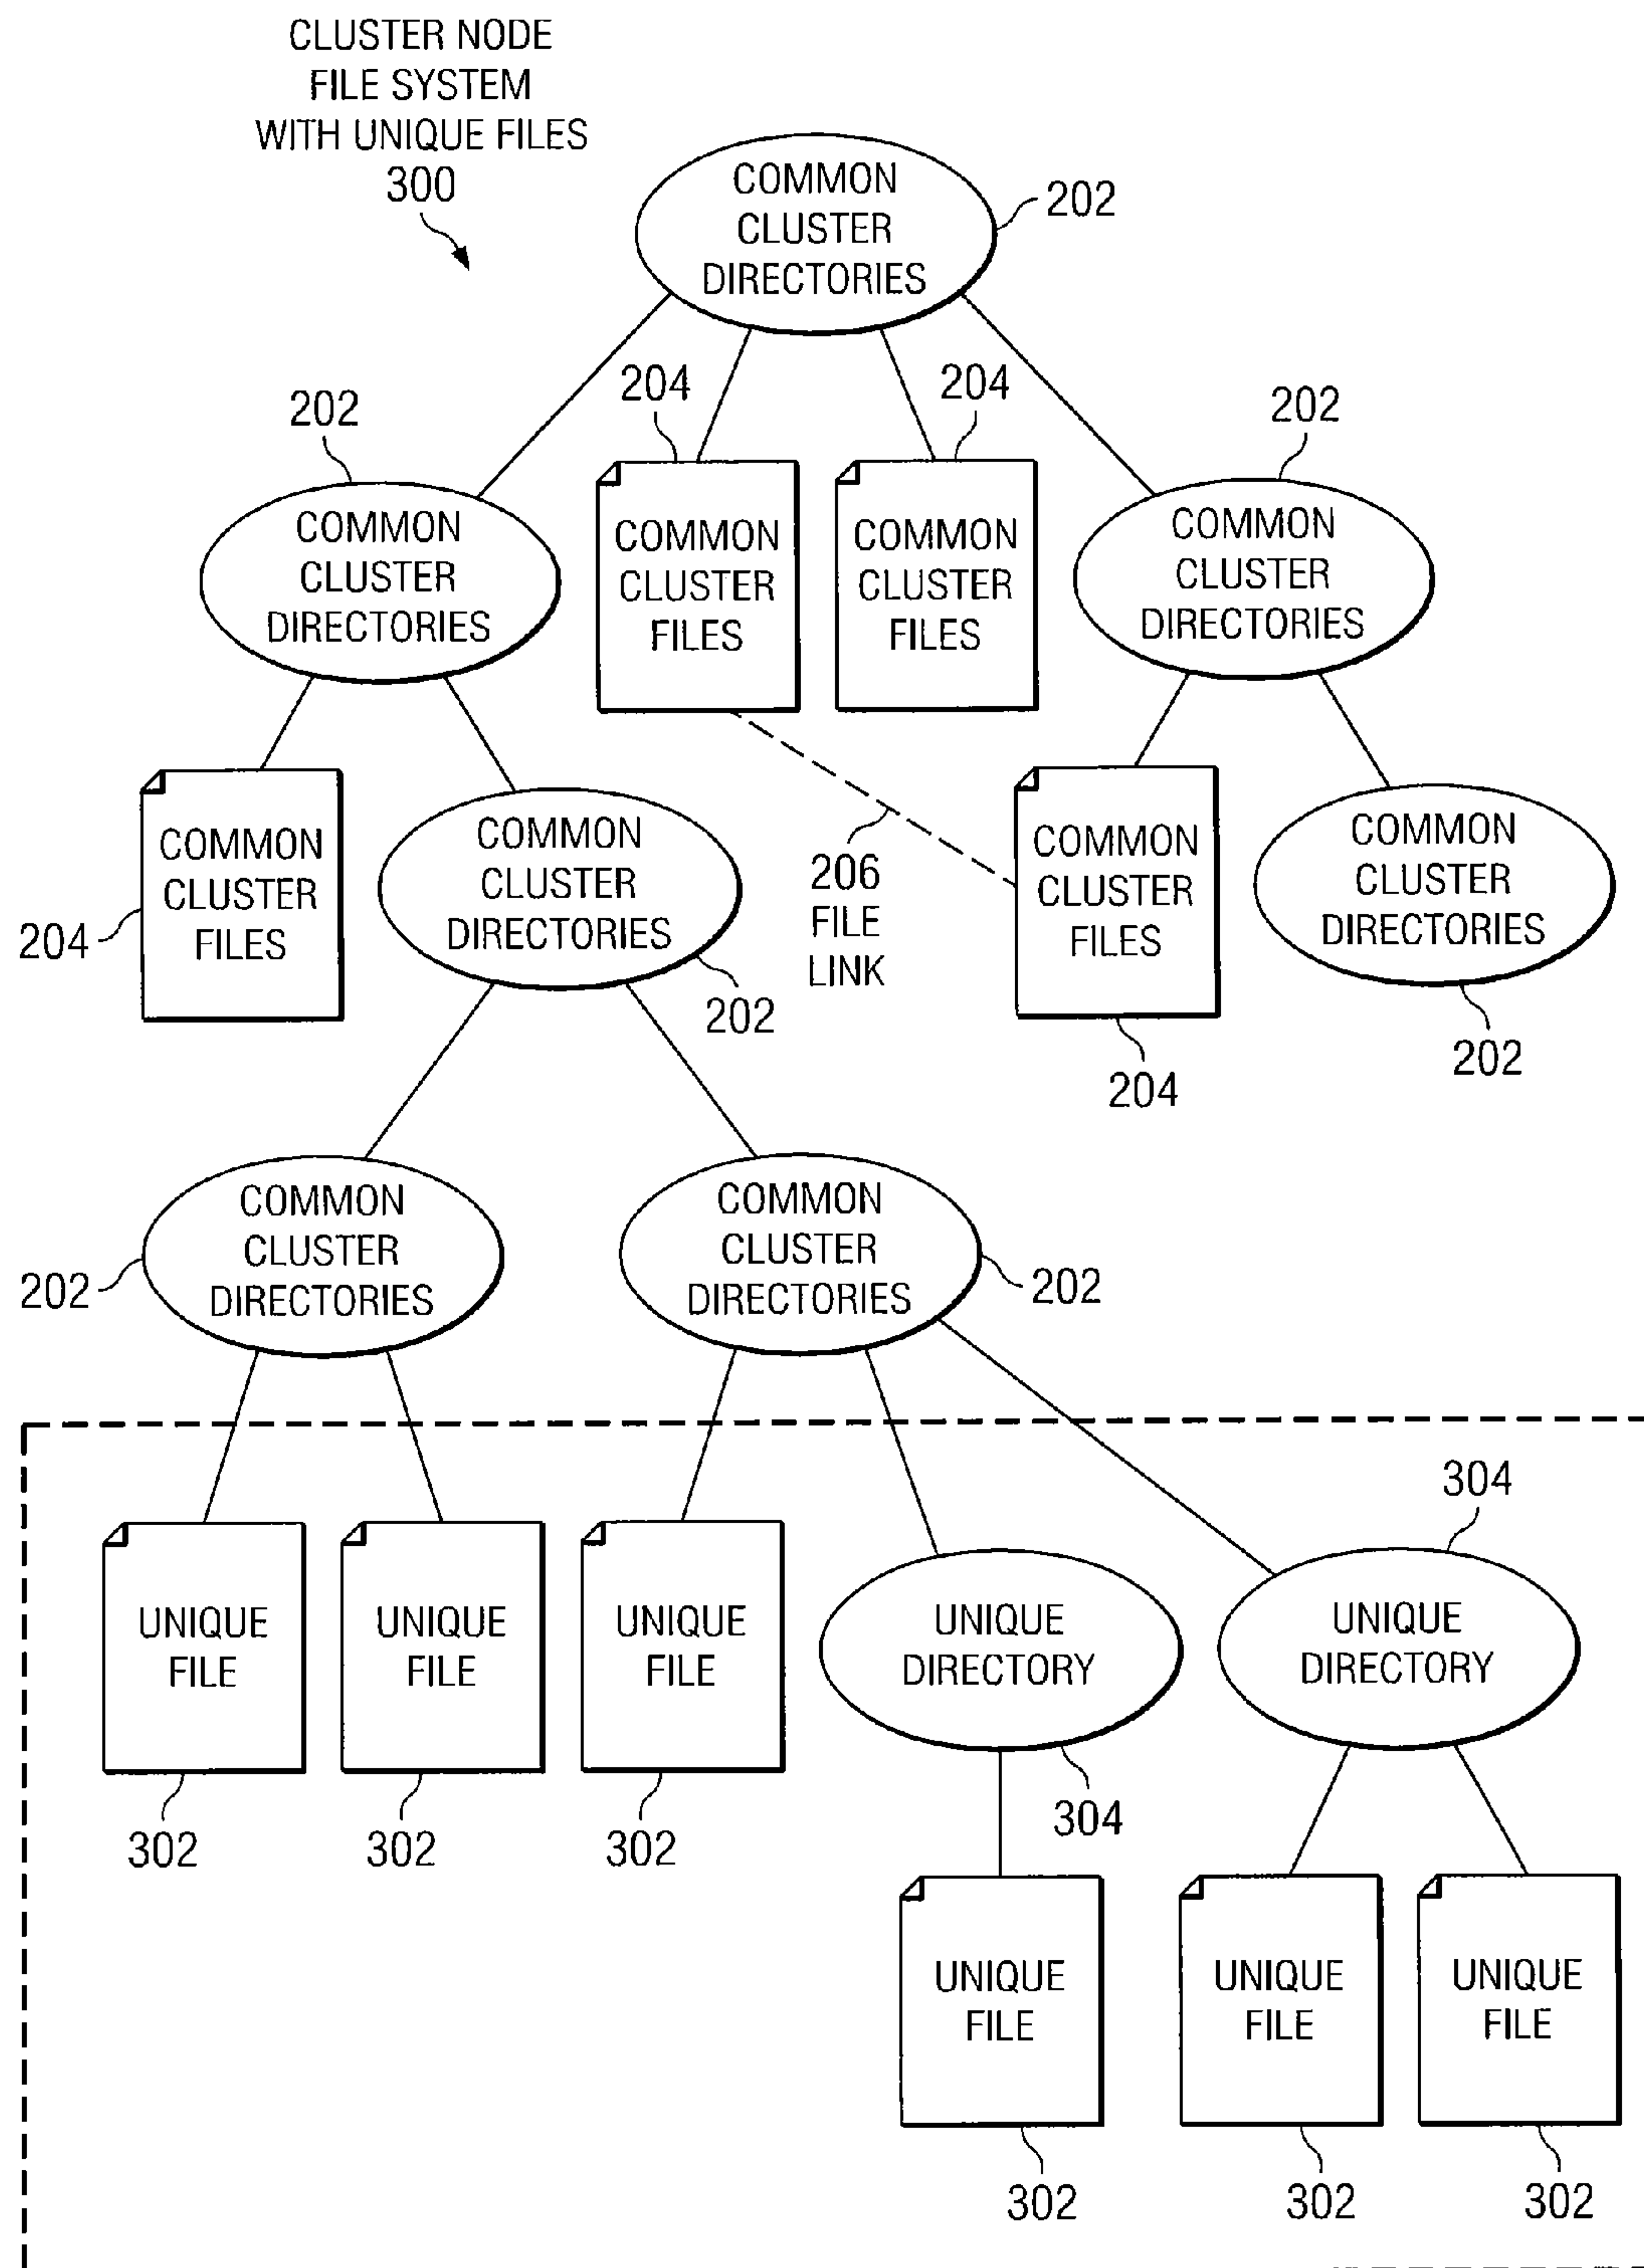 CLUSTER NODE
FILE SYSTEM
WITH UNIQUE FILES
300
COMMON
CLUSTER
DIRECTORIES
202
204
204
202
202
COMMON
CLUSTER
DIRECTORIES
COMMON
CLUSTER
FILES
COMMON
CLUSTER
FILES
COMMON
CLUSTER
DIRECTORIES
COMMON
CLUSTER
FILES
204
COMMON
CLUSTER
DIRECTORIES
202
206
FILE
LINK
COMMON
CLUSTER
FILES
204
COMMON
CLUSTER
DIRECTORIES
202
COMMON
CLUSTER
DIRECTORIES
202
COMMON
CLUSTER
DIRECTORIES
202
304
UNIQUE
FILE
302
UNIQUE
FILE
302
UNIQUE
FILE
302
UNIQUE
DIRECTORY
304
UNIQUE
DIRECTORY
UNIQUE
FILE
302
UNIQUE
FILE
302
UNIQUE
FILE
302